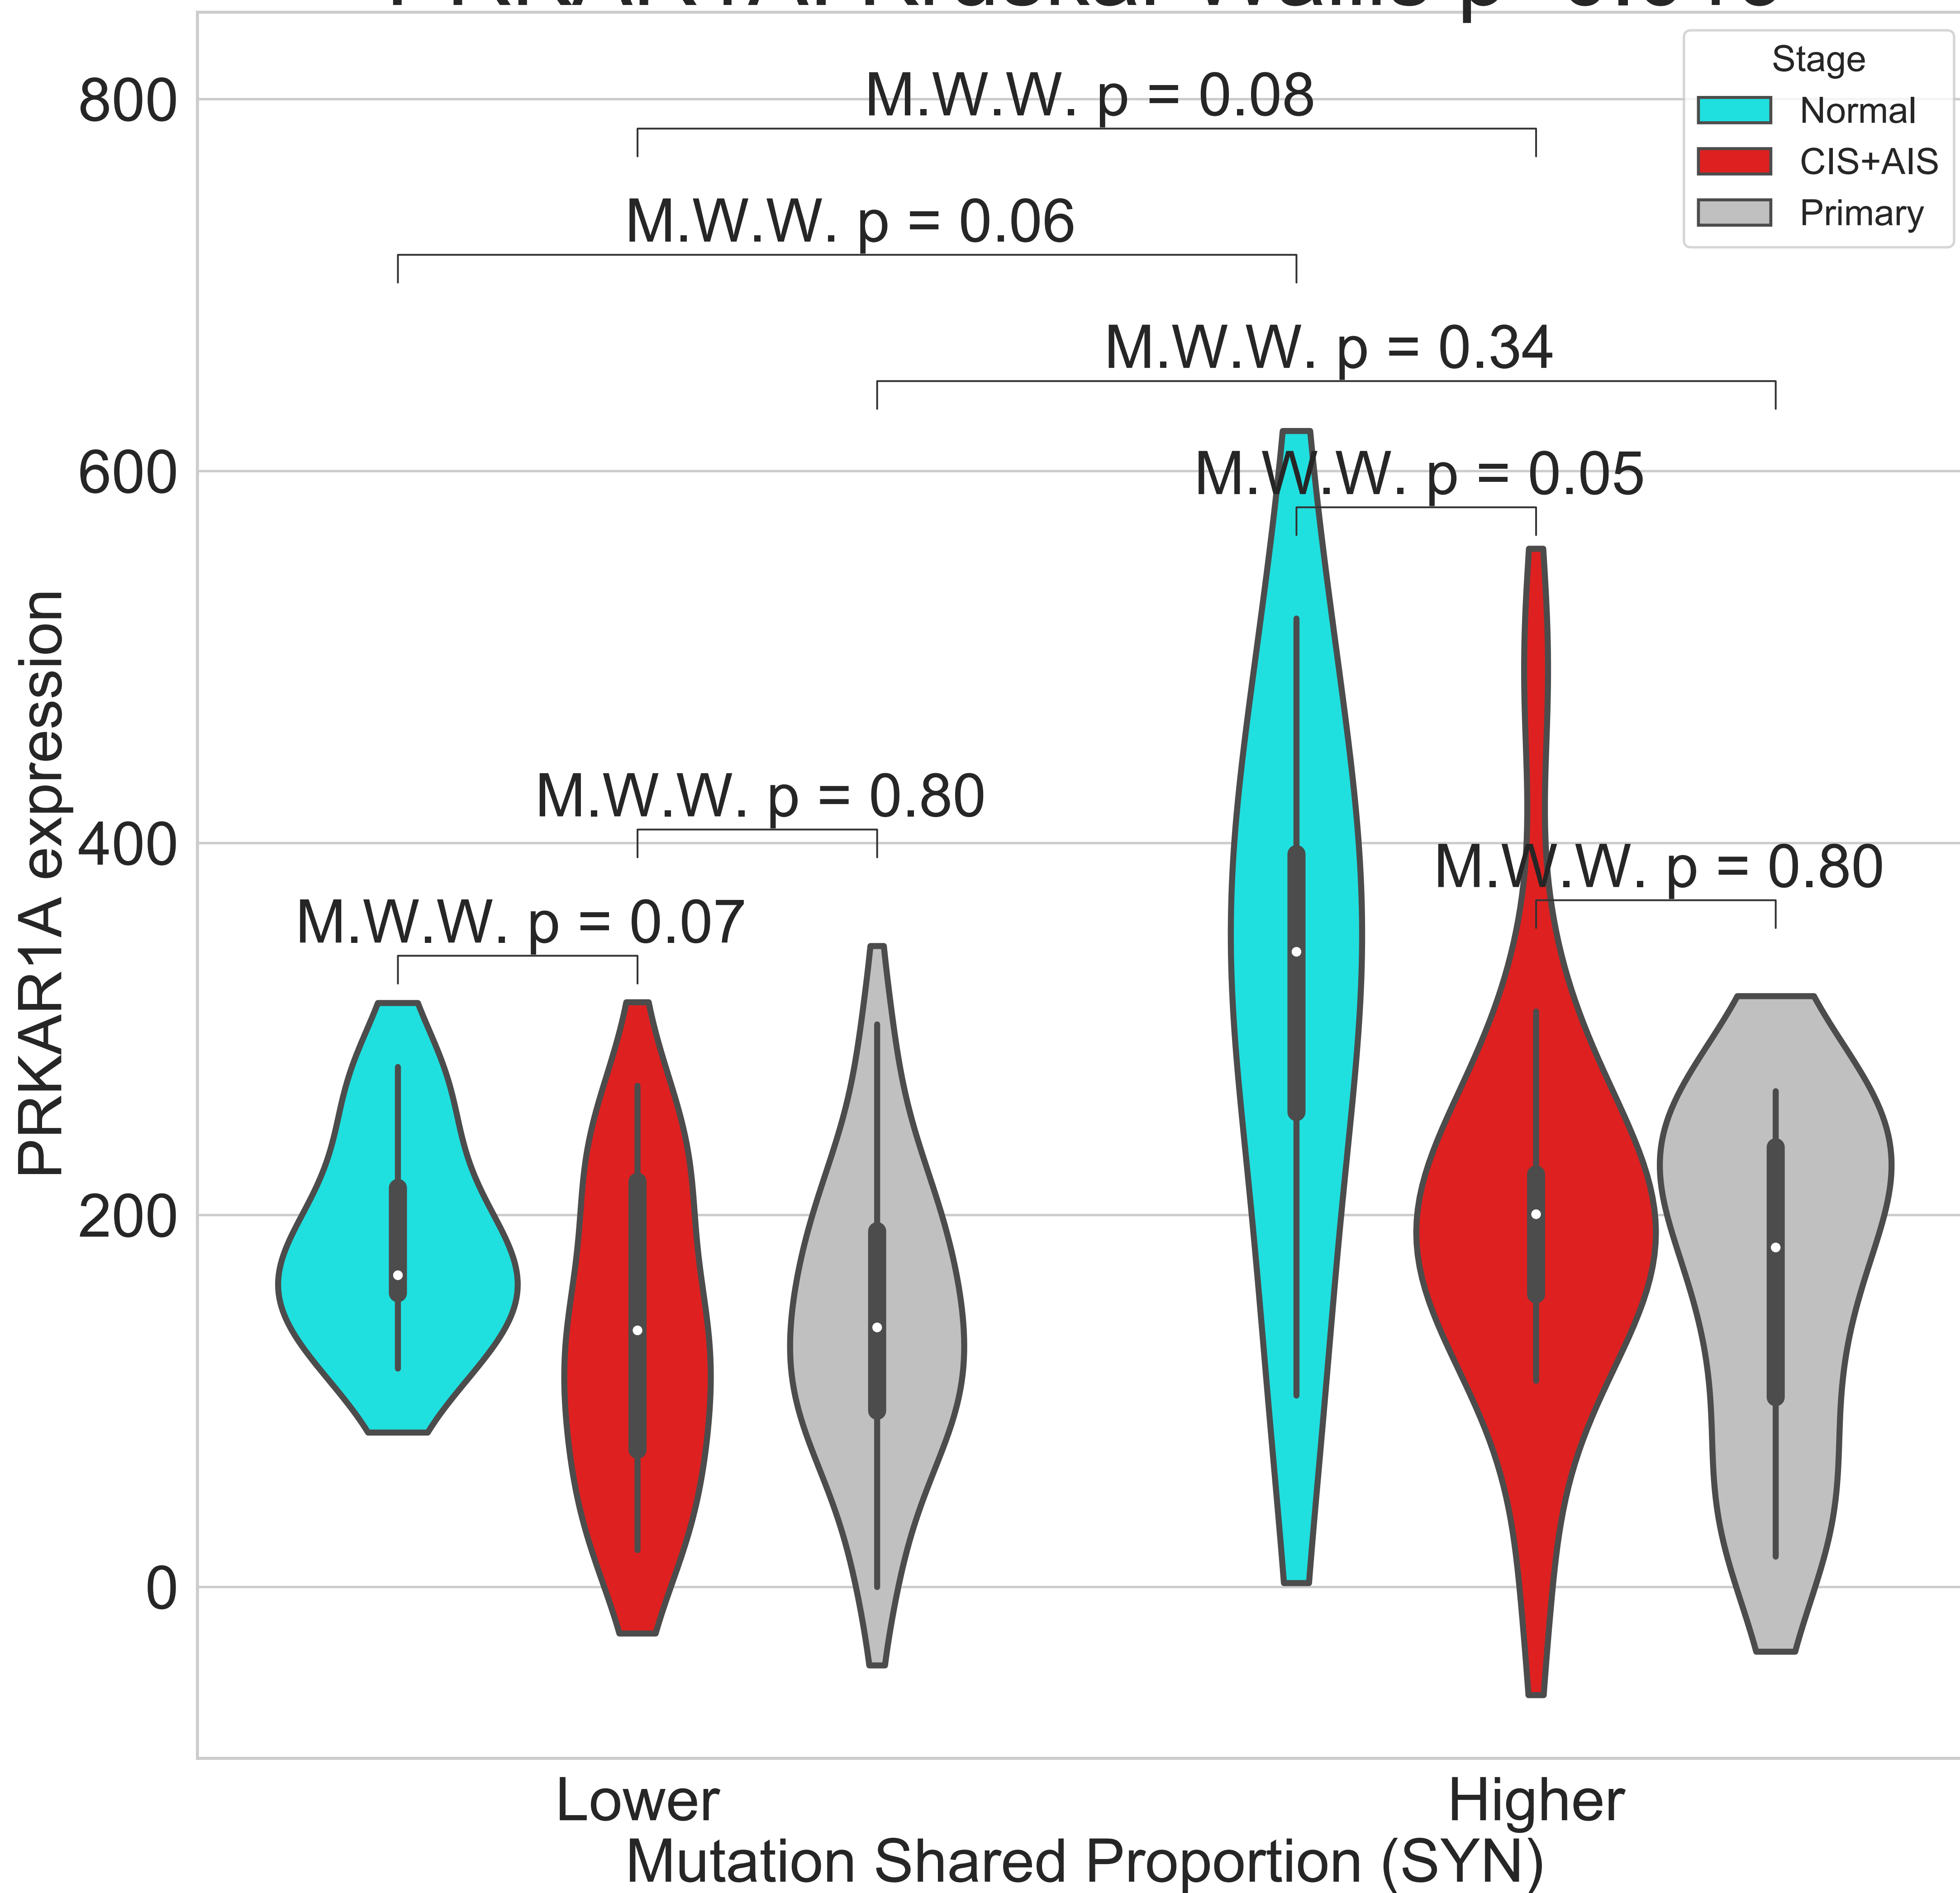 Stage
Normal
CIS+AIS
Primary
800
600
400
200
0
PRKAR1A expression
M.W.W. p = 0.08
M.W.W. p = 0.06
M.W.W. p = 0.34
M.W.W. p = 0.05
M.W.W. p = 0.80
M.W.W. p = 0.80
M.W.W. p = 0.07
Lower
Higher
Mutation Shared Proportion (SYN)